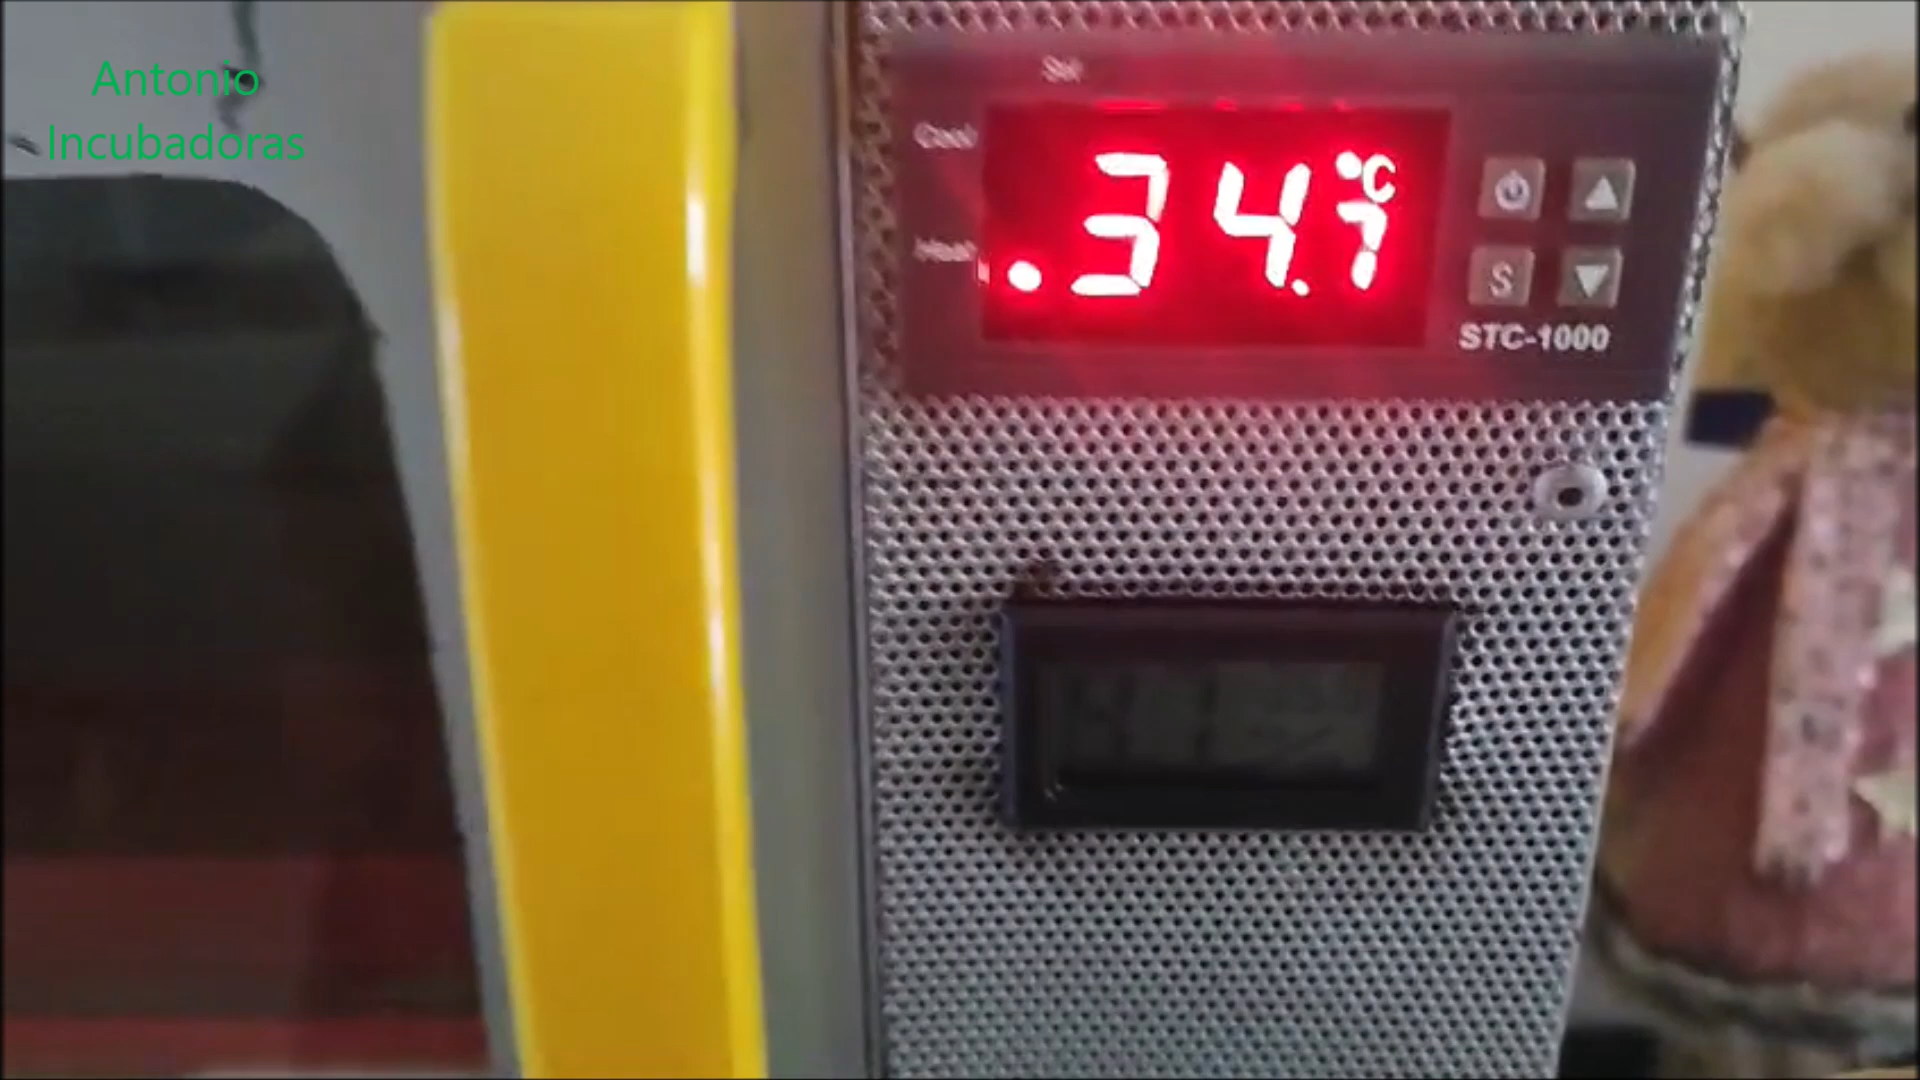 Antonio
Incubadoras
Set
Cool
Heat
34.7
°C
S
STC-1000